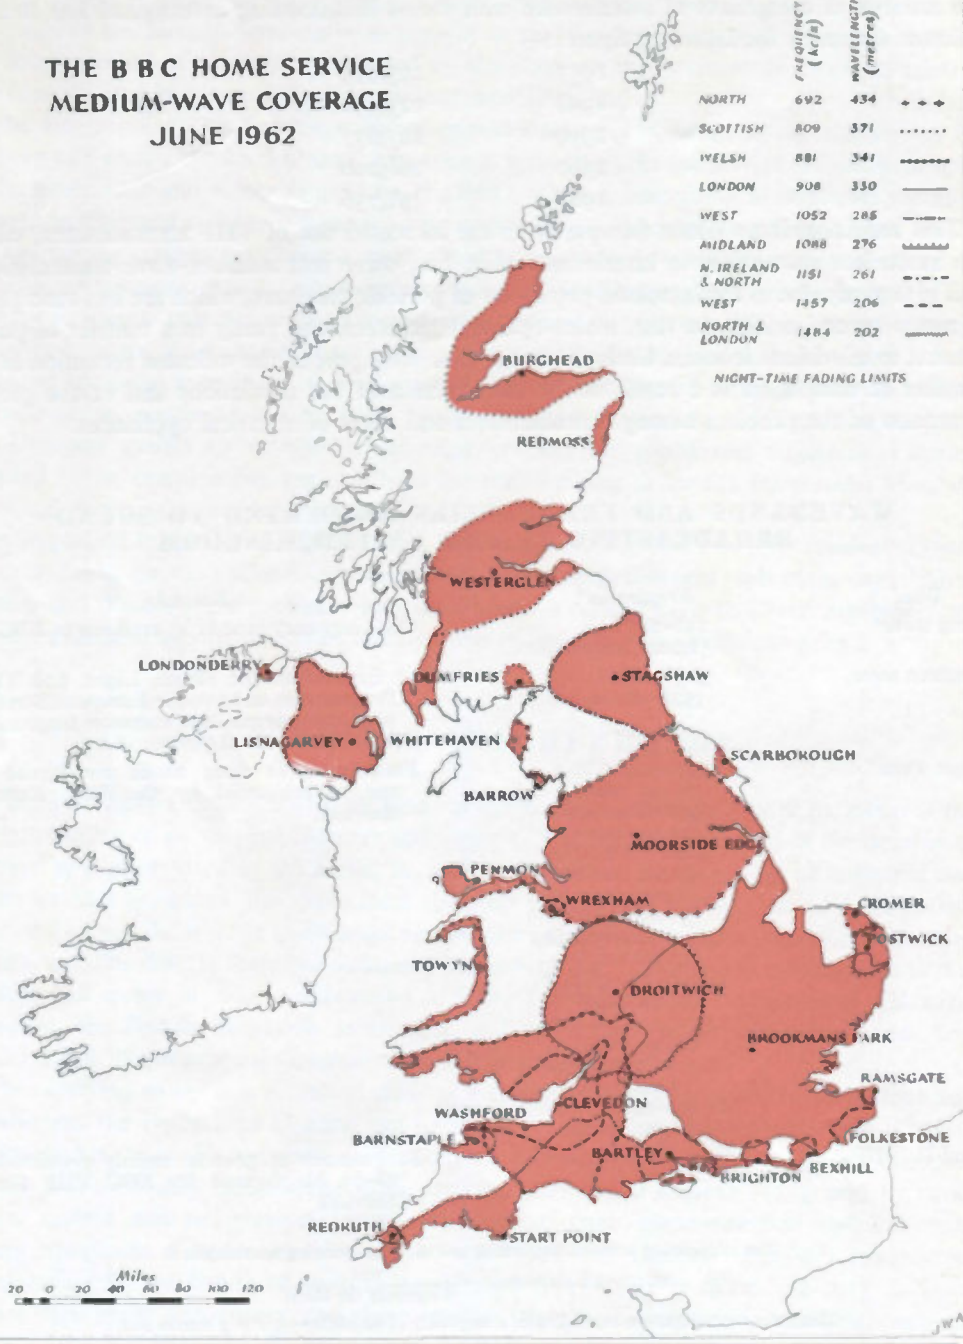 THE BBC HOME SERVICE
MEDIUM-WAVE COVERAGE
JUNE 1962
FREQUENCY (kc/s)
WAVELENGTH (metres)
NORTH 692 434
SCOTTISH 809 371
WELSH 881 341
LONDON 908 330
WEST 1052 285
MIDLAND 1088 276
N. IRELAND
& NORTH 1151 261
WEST 1457 206
NORTH &
LONDON 1484 202
NIGHT-TIME FADING LIMITS
BURGHEAD
REDMOSS
WESTERGLEN
LONDONDERRY
DUMFRIES
STAGSHAW
LISNAGARVEY
WHITEHAVEN
SCARBOROUGH
BARROW
MOORSIDE EDGE
PENMON
WREXHAM
CROMER
POSTWICK
TOWYN
DROITWICH
BROOKMANS PARK
RAMSGATE
CLEVEDON
WASHFORD
BARNSTAPLE
FOLKESTONE
BARTLEY
BEXHILL
BRIGHTON
REDRUTH
START POINT
Miles
20 0 20 40 60 80 100 120